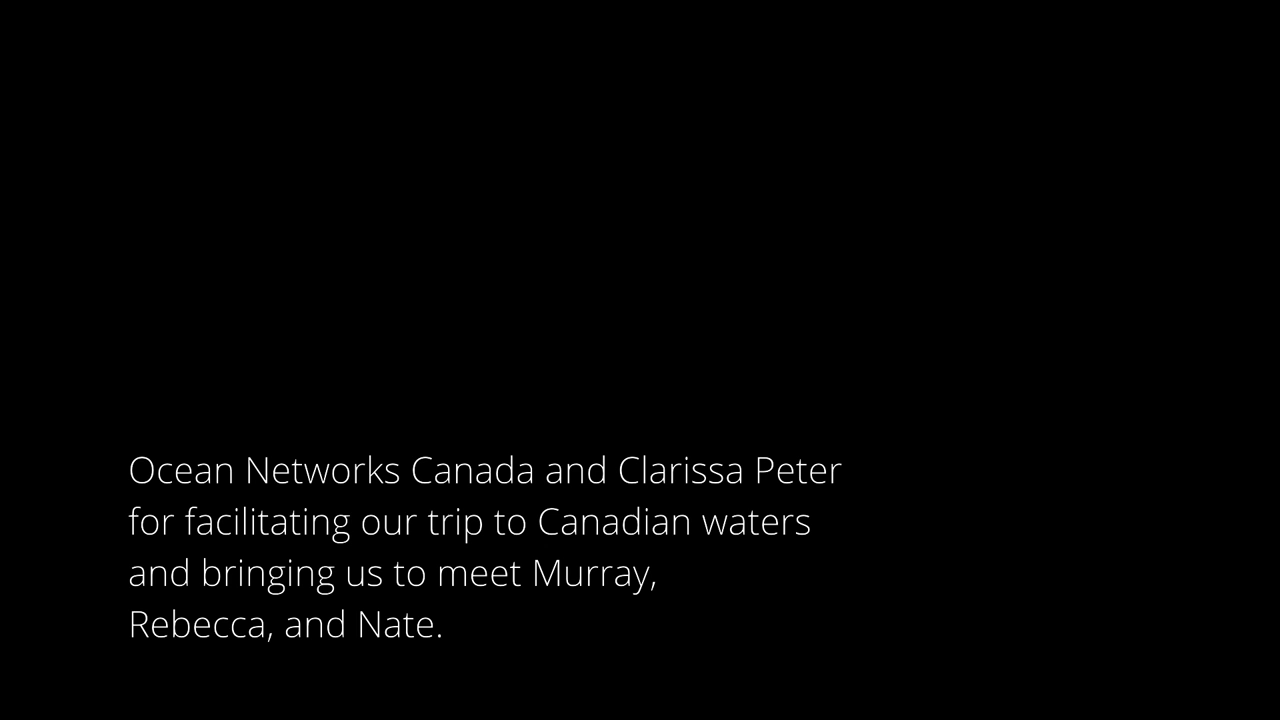 Ocean Networks Canada and Clarissa Peter
for facilitating our trip to Canadian waters
and bringing us to meet Murray,
Rebecca, and Nate.